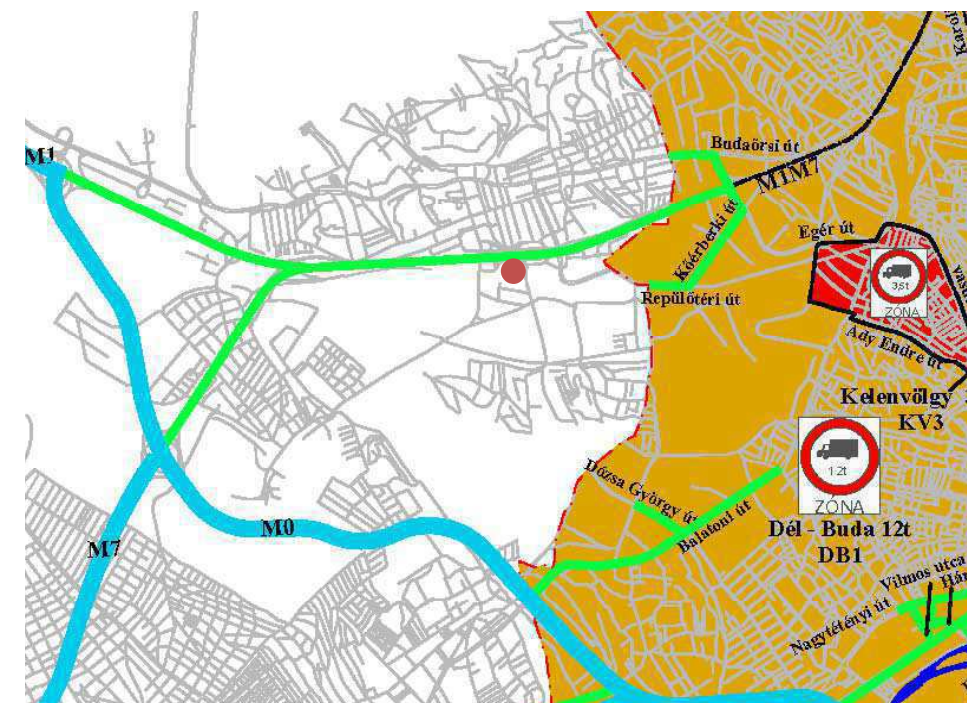 Budaörsi út
M1M7
M1
Kőérberki út
Egér út
3,5t
ZÓNA
Repülőtéri út
Ady Endre út
Kelenvölgy
KV3
12t
ZÓNA
Dózsa György út
Balatoni út
Dél - Buda 12t
DB1
M0
M7
Vilmos utca
Nagytétényi út